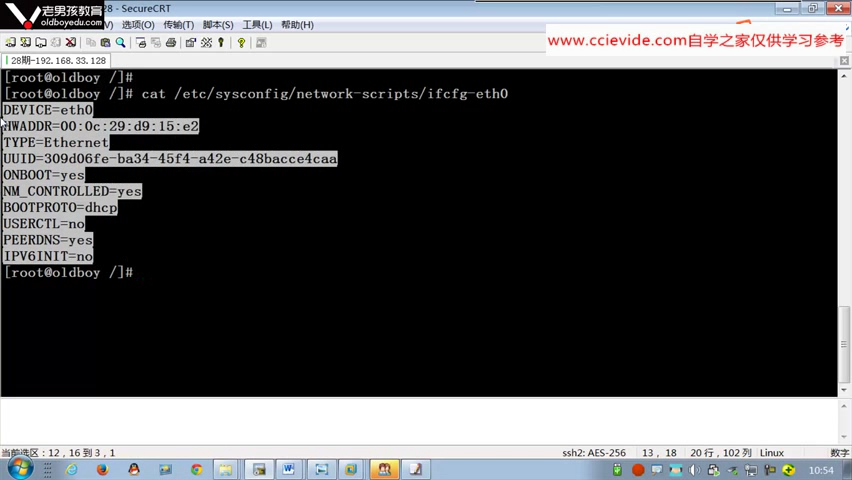 28 - SecureCRT
老男孩教育
oldboyedu.com
选项(O) 传输(T) 脚本(S) 工具(L) 帮助(H)
www.ccievide.com自学之家仅供学习参考
28期-192.168.33.128
[root@oldboy /]#
[root@oldboy /]# cat /etc/sysconfig/network-scripts/ifcfg-eth0
DEVICE=eth0
HWADDR=00:0c:29:d9:15:e2
TYPE=Ethernet
UUID=309d06fe-ba34-45f4-a42e-c48bacce4caa
ONBOOT=yes
NM_CONTROLLED=yes
BOOTPROTO=dhcp
USERCTL=no
PEERDNS=yes
IPV6INIT=no
[root@oldboy /]#
当前选区：12, 16 到 3, 1 ssh2: AES-256 13, 18 20 行, 102 列 Linux 数字
10:54